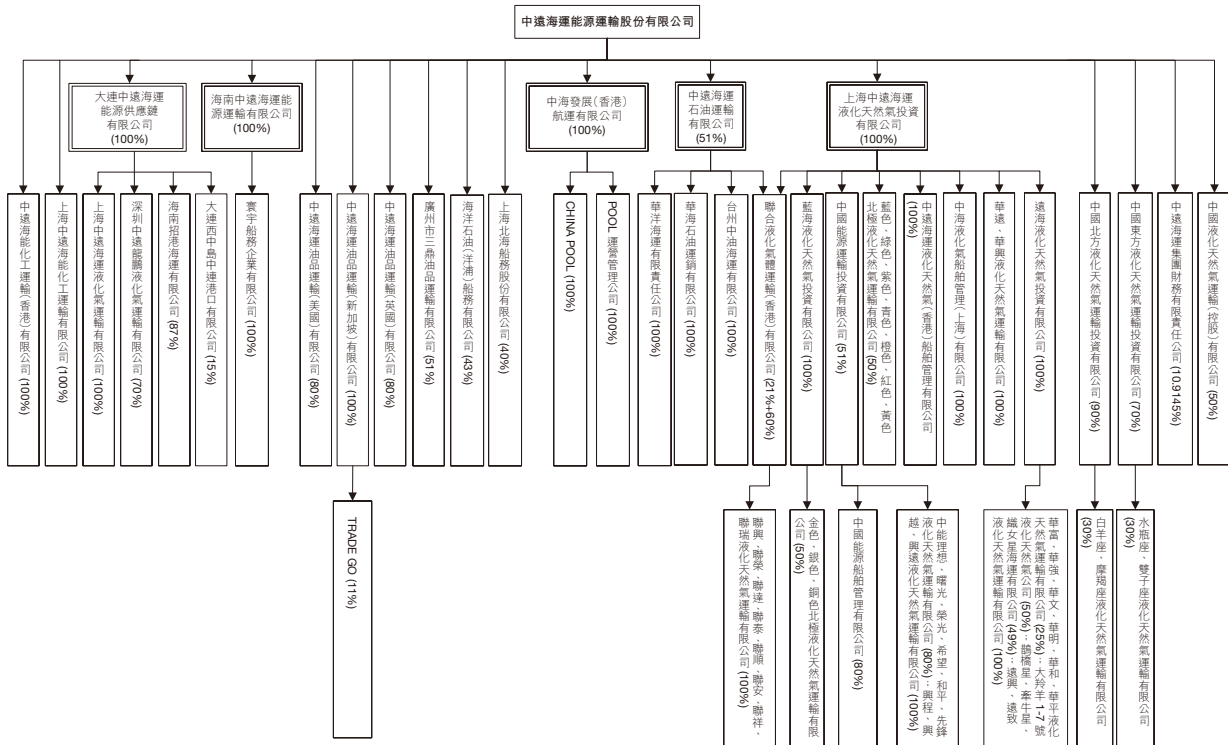 中遠海運能源運輸股份有限公司
大連中遠海運
能源供應鏈
有限公司
(100%)
海南中遠海運能
源運輸有限公司
(100%)
中海發展(香港)
航運有限公司
(100%)
中遠海運
石油運輸
有限公司
(51%)
上海中遠海運
液化天然氣投資
有限公司
(100%)
中遠海能化工運輸(香港)有限公司 (100%)
上海中遠海能化工運輸有限公司 (100%)
上海中遠海運液化氣運輸有限公司 (100%)
深圳中遠龍鵬液化氣運輸有限公司 (70%)
海南招港海運有限公司 (87%)
大連西中島中連港口有限公司 (15%)
寰宇船務企業有限公司 (100%)
中遠海運油品運輸(美國)有限公司 (80%)
中遠海運油品運輸(新加坡)有限公司 (100%)
中遠海運油品運輸(英國)有限公司 (80%)
廣州市三鼎油品運輸有限公司 (51%)
海洋石油(洋浦)船務有限公司 (43%)
上海北海船務股份有限公司 (40%)
CHINA POOL (100%)
POOL 運營管理公司 (100%)
華洋海運有限責任公司 (100%)
華海石油運銷有限公司 (100%)
台州中油海運有限公司 (100%)
聯合液化氣體運輸(香港)有限公司 (21%+60%)
藍海液化天然氣投資有限公司 (100%)
中國能源運輸投資有限公司 (51%)
藍色、綠色、紫色、青色、橙色、紅色、黃色
北極液化天然氣運輸有限公司 (50%)
中遠海運液化天然氣(香港)船舶管理有限公司
(100%)
中海液化氣船舶管理(上海)有限公司 (100%)
華遠、華興液化天然氣運輸有限公司 (100%)
遠海液化天然氣投資有限公司 (100%)
中國北方液化天然氣運輸投資有限公司 (90%)
中國東方液化天然氣運輸投資有限公司 (70%)
中遠海運集團財務有限責任公司 (10.9145%)
中國液化天然氣運輸(控股)有限公司 (50%)
TRADE GO (11%)
聯興、聯榮、聯達、聯泰、聯順、聯安、聯祥、
聯瑞液化天然氣運輸有限公司 (100%)
金色、銀色、銅色北極液化天然氣運輸有限
公司 (50%)
中國能源船舶管理有限公司 (80%)
中能理想、曙光、榮光、希望、和平、先鋒
液化天然氣運輸有限公司 (80%)；興程、興
越、興遠液化天然氣運輸有限公司 (100%)
華富、華強、華文、華明、華和、華平液化
天然氣運輸有限公司 (25%)；大羚羊 1-7 號
液化天然氣公司 (50%)；鵲橋星、牽牛星、
織女星海運有限公司 (49%)；遠興、遠致
液化天然氣運輸有限公司 (100%)
白羊座、摩羯座液化天然氣運輸有限公司
(30%)
水瓶座、雙子座液化天然氣運輸有限公司
(30%)